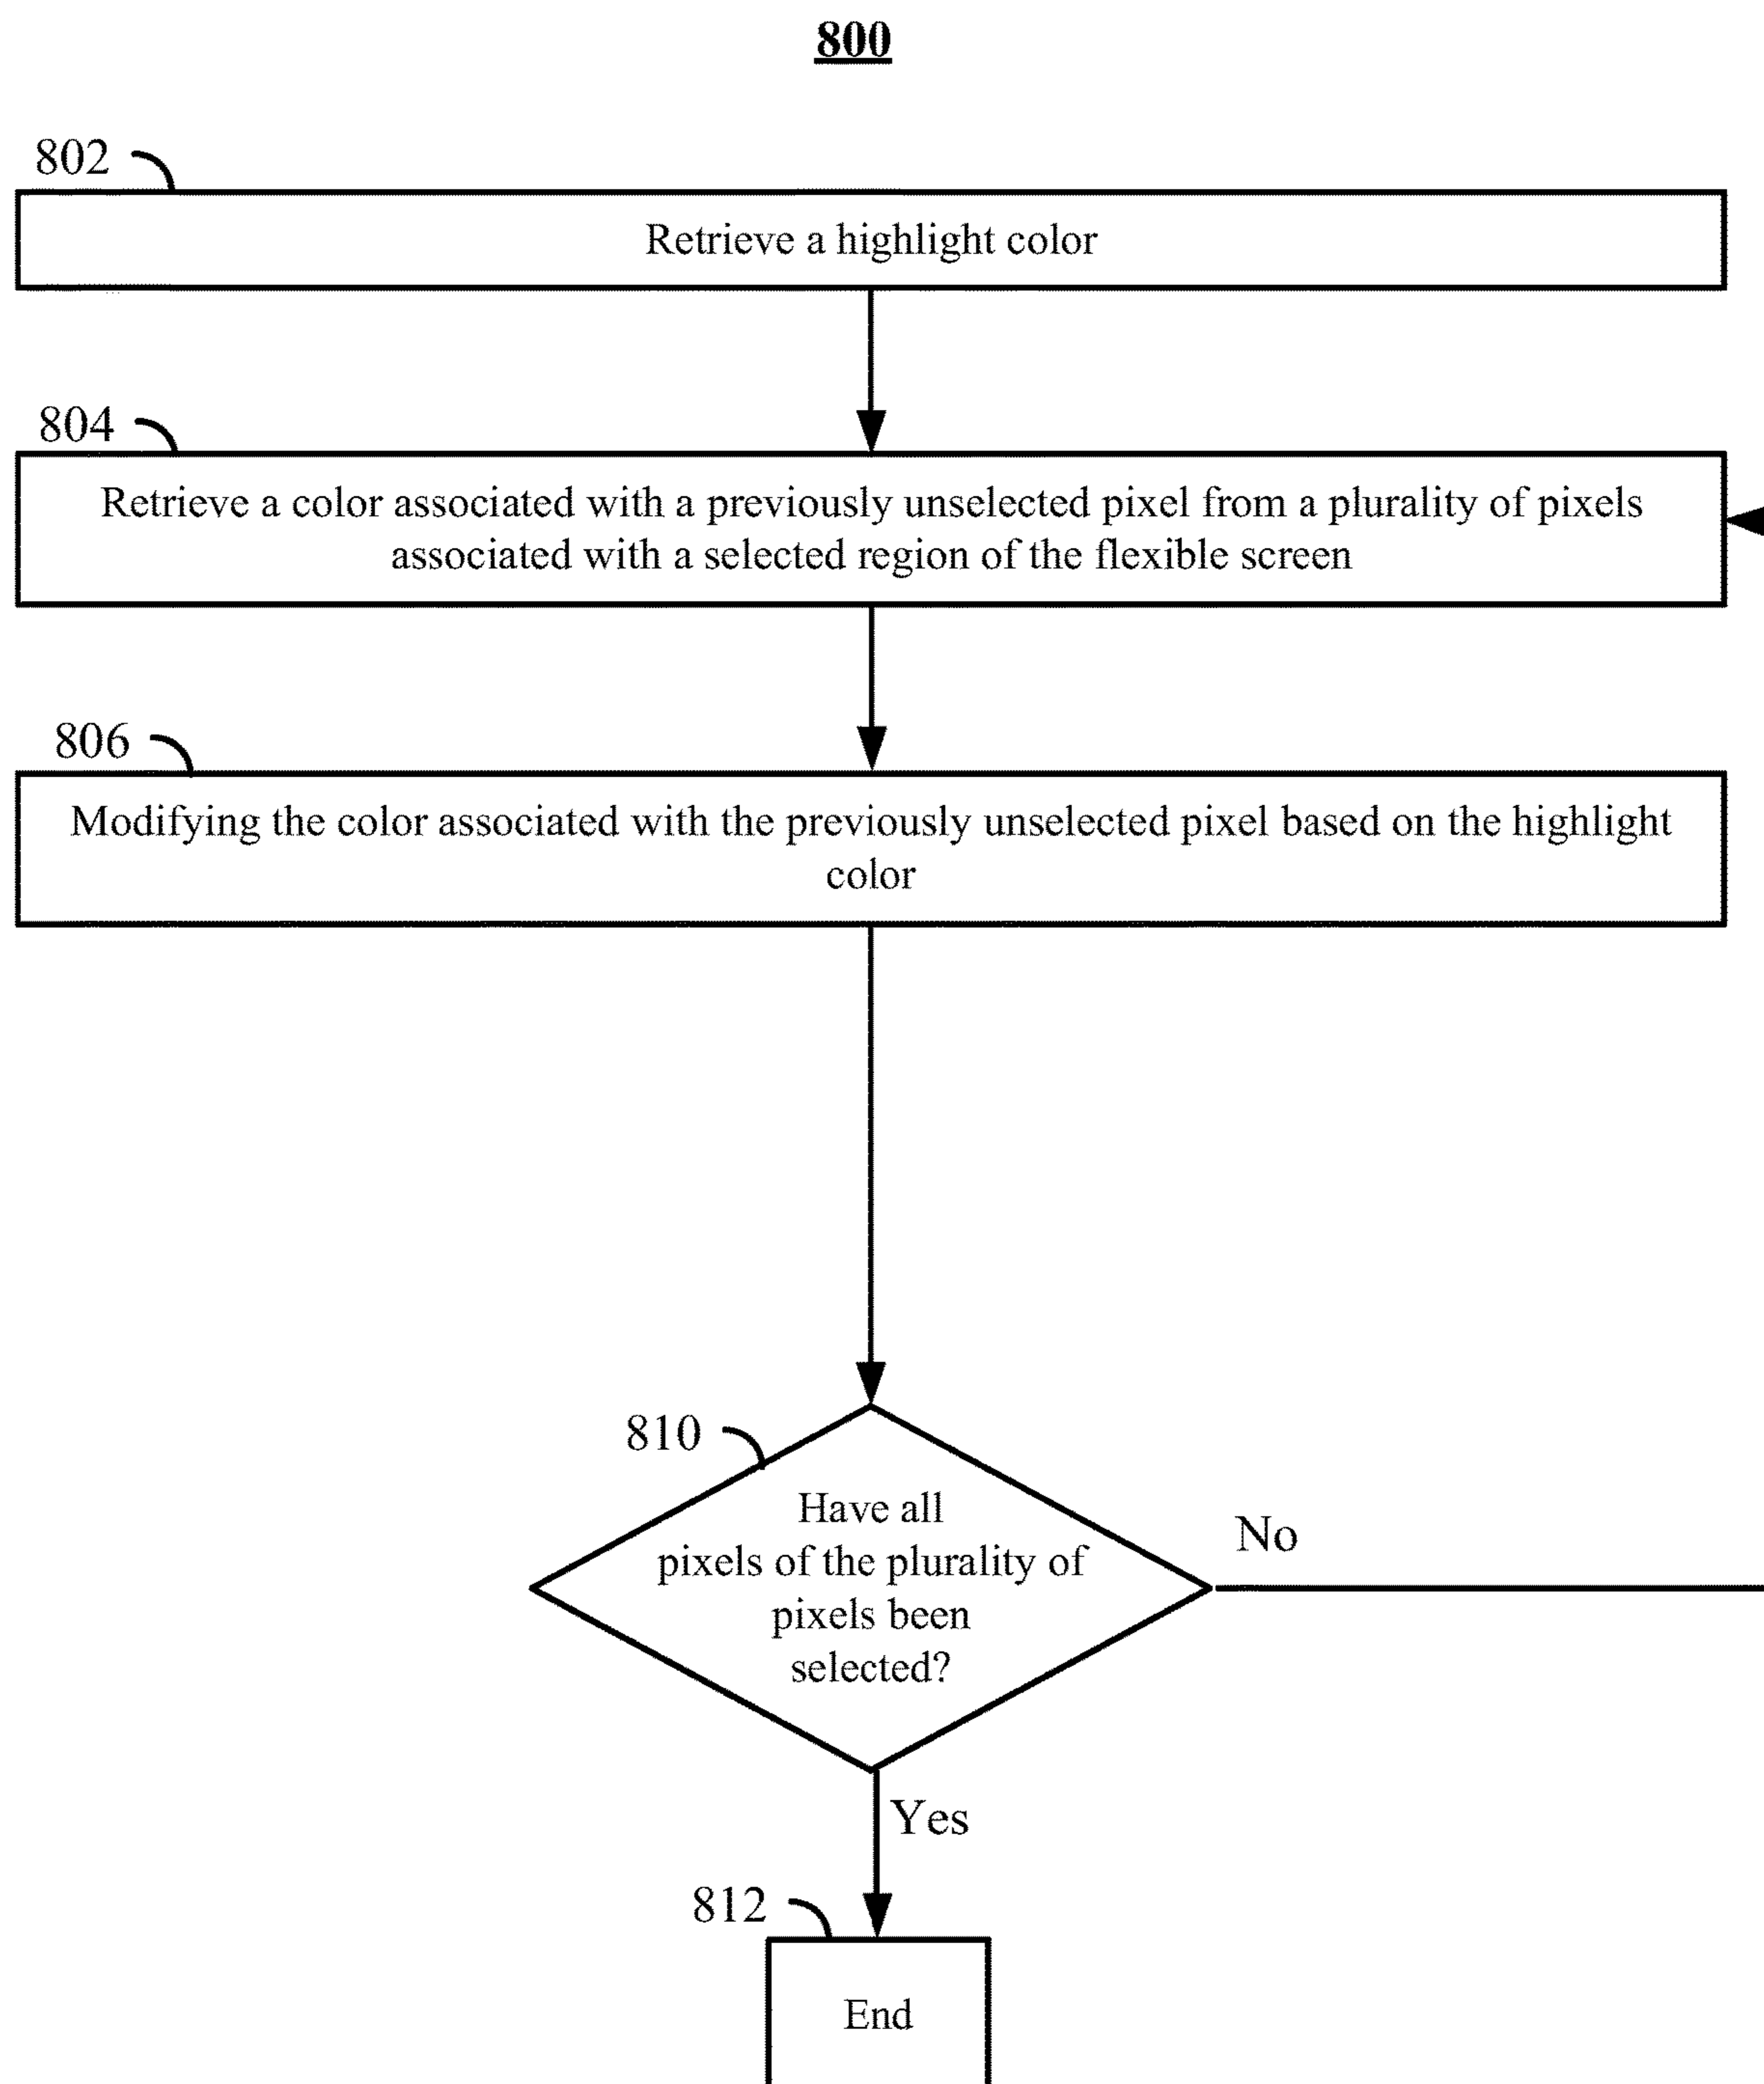 800
802
Retrieve a highlight color
804
Retrieve a color associated with a previously unselected pixel from a plurality of pixels
associated with a selected region of the flexible screen
806
Modifying the color associated with the previously unselected pixel based on the highlight
color
810
Have all
pixels of the plurality of
pixels been
selected?
No
Yes
812
End